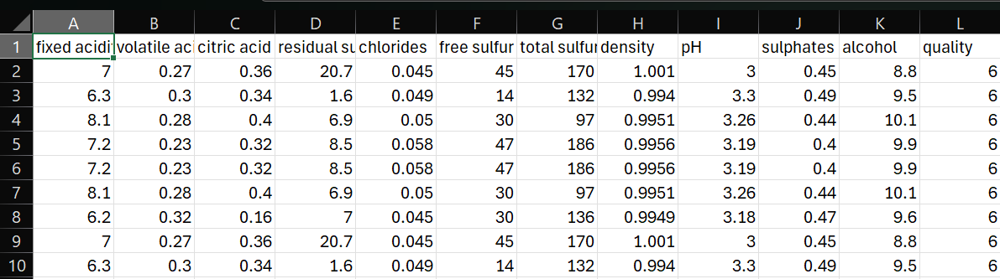 A B C D E F G H I J K L
1 fixed acidi volatile ac citric acid residual su chlorides free sulfur total sulfur density pH sulphates alcohol quality
2 7 0.27 0.36 20.7 0.045 45 170 1.001 3 0.45 8.8 6
3 6.3 0.3 0.34 1.6 0.049 14 132 0.994 3.3 0.49 9.5 6
4 8.1 0.28 0.4 6.9 0.05 30 97 0.9951 3.26 0.44 10.1 6
5 7.2 0.23 0.32 8.5 0.058 47 186 0.9956 3.19 0.4 9.9 6
6 7.2 0.23 0.32 8.5 0.058 47 186 0.9956 3.19 0.4 9.9 6
7 8.1 0.28 0.4 6.9 0.05 30 97 0.9951 3.26 0.44 10.1 6
8 6.2 0.32 0.16 7 0.045 30 136 0.9949 3.18 0.47 9.6 6
9 7 0.27 0.36 20.7 0.045 45 170 1.001 3 0.45 8.8 6
10 6.3 0.3 0.34 1.6 0.049 14 132 0.994 3.3 0.49 9.5 6